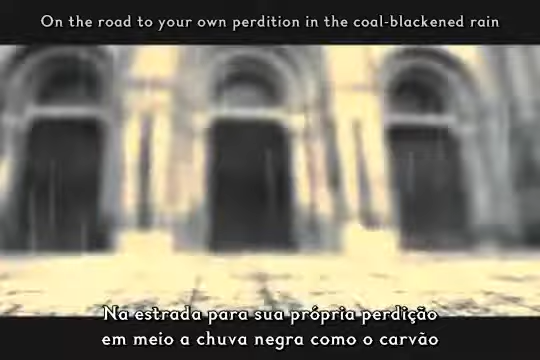 On the road to your own perdition in the coal-blackened rain
Na estrada para sua própria perdição
em meio a chuva negra como o carvão